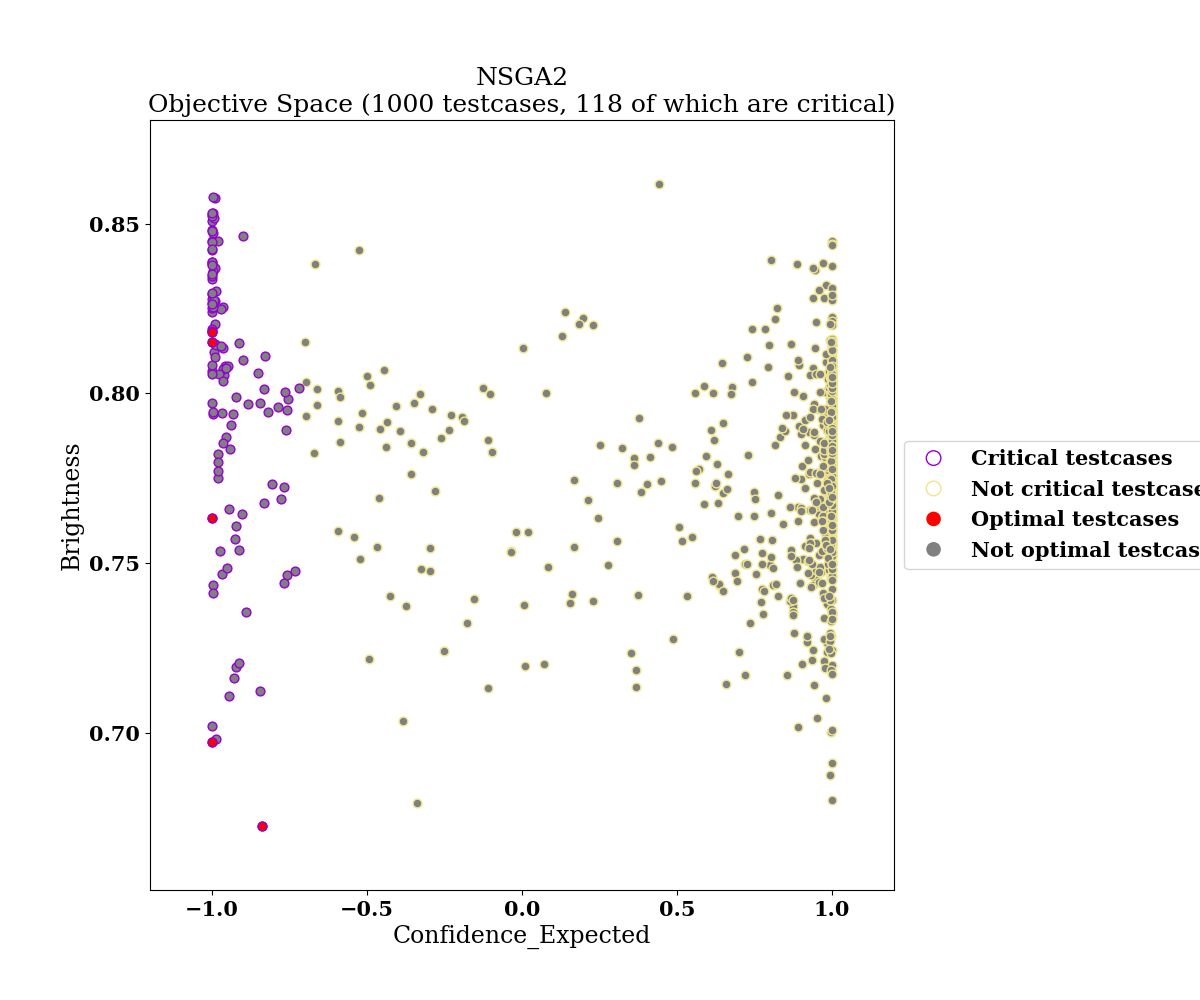 NSGA2
Objective Space (1000 testcases, 118 of which are critical)
0.85
0.80
0.75
0.70
Brightness
−1.0 −0.5 0.0 0.5 1.0
Confidence_Expected
Critical testcases
Not critical testcase
Optimal testcases
Not optimal testcas